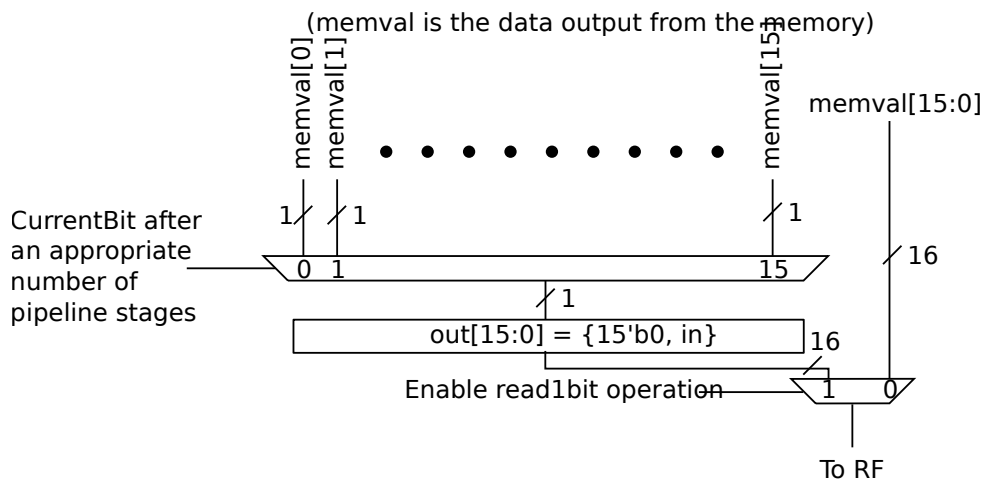 (memval is the data output from the memory)
memval[0]
memval[1]
memval[15]
memval[15:0]
1
1
1
16
CurrentBit after
an appropriate
number of
pipeline stages
0 1 15
1
out[15:0] = {15'b0, in}
16
Enable read1bit operation
1 0
To RF